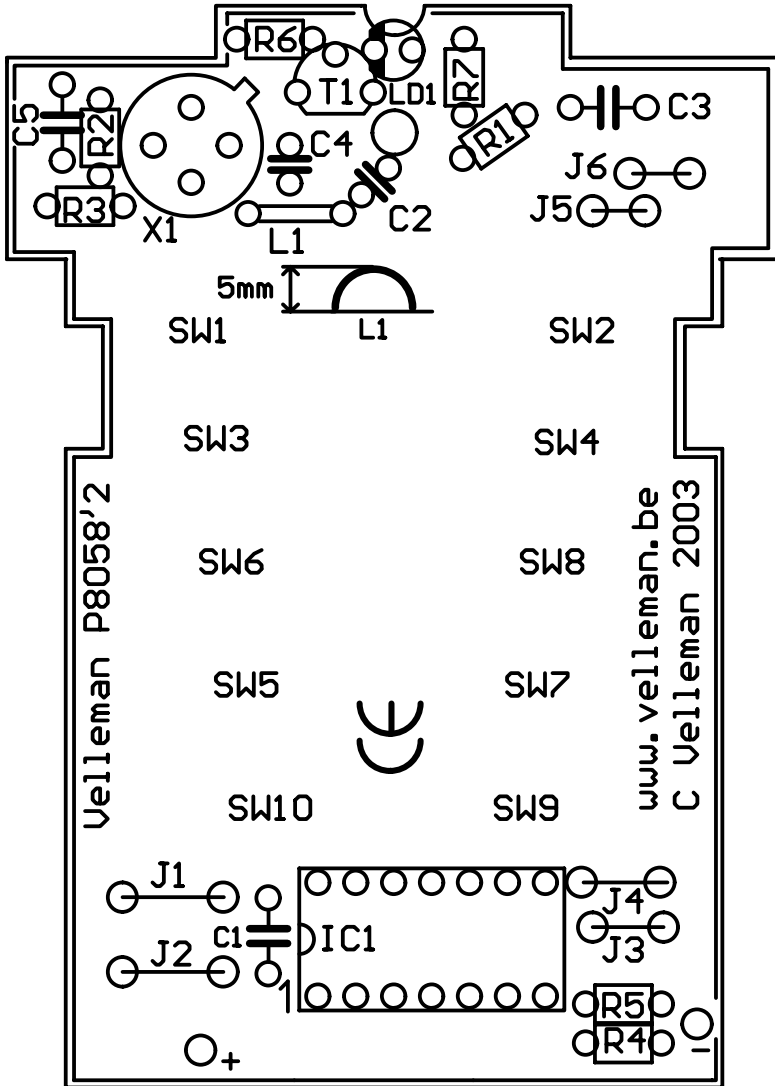 R6
T1
LD1
R7
R1
C3
C5
R2
C4
J6
R3
X1
C2
J5
L1
5mm
L1
SW1
SW2
SW3
SW4
SW6
SW8
SW5
SW7
SW10
SW9
Velleman P8058'2
www.velleman.be
C Velleman 2003
CE
J1
J4
C1
IC1
J3
J2
1
R5
R4
+
-